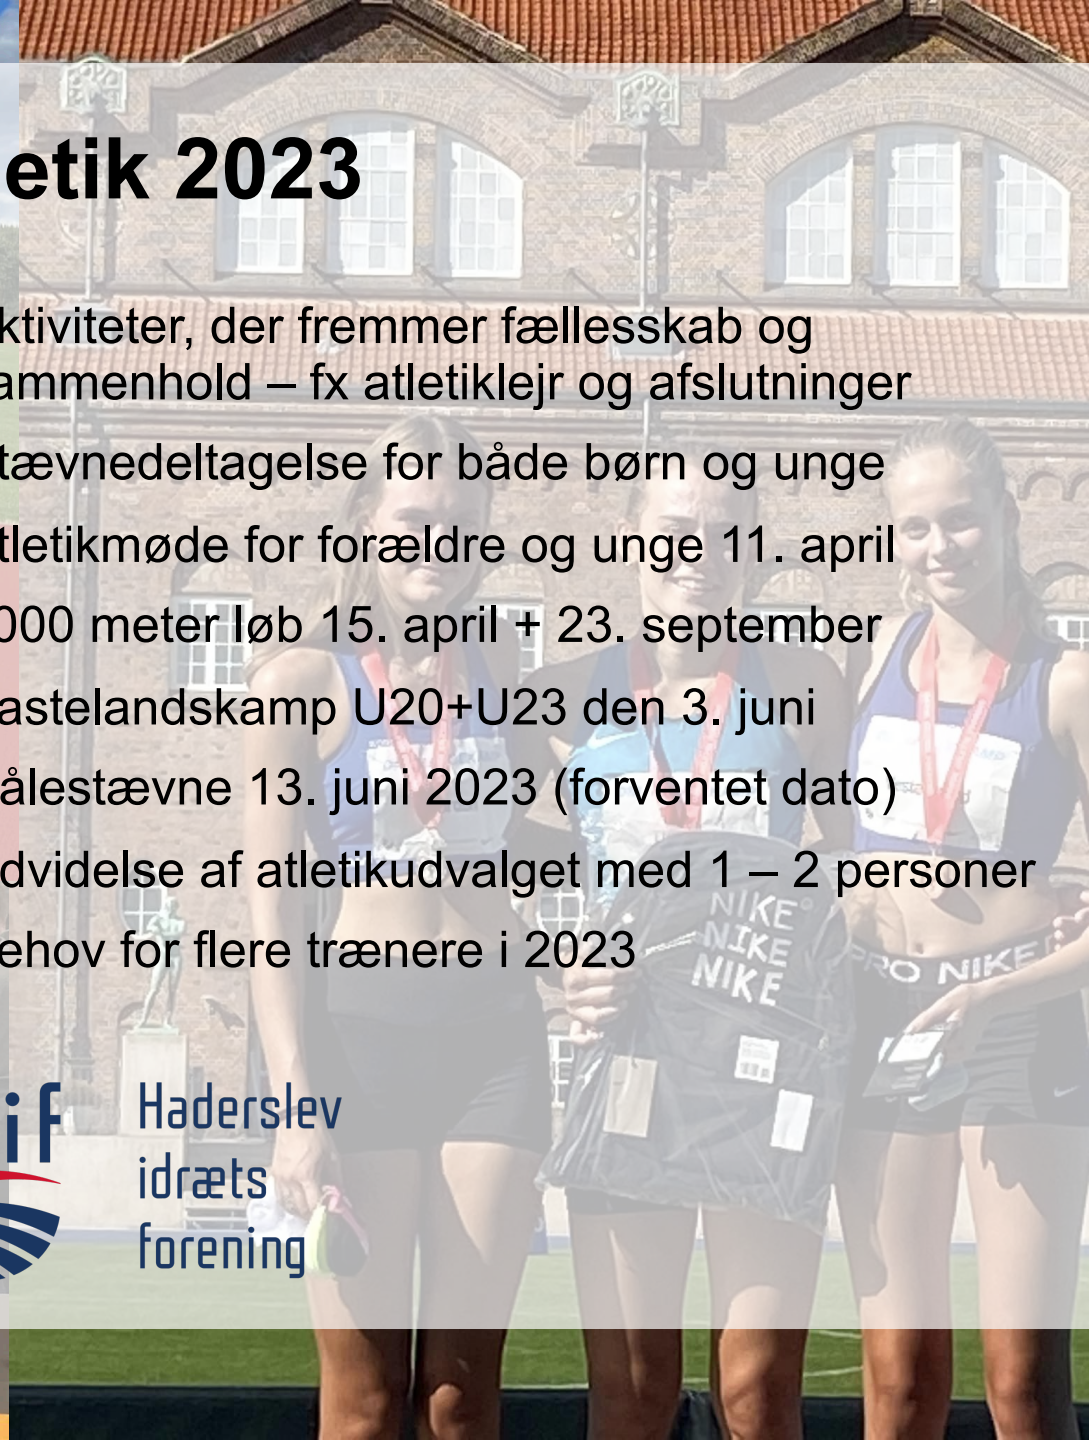 etik 2023
ktiviteter, der fremmer fællesskab og
ammenhold – fx atletiklejr og afslutninger
tævnedeltagelse for både børn og unge
tletikmøde for forældre og unge 11. april
000 meter løb 15. april + 23. september
astelandskamp U20+U23 den 3. juni
ålestævne 13. juni 2023 (forventet dato)
dvidelse af atletikudvalget med 1 – 2 personer
ehov for flere trænere i 2023
NIKE
NIKE
NIKE
PRO NIKE
if
Haderslev
idræts
forening